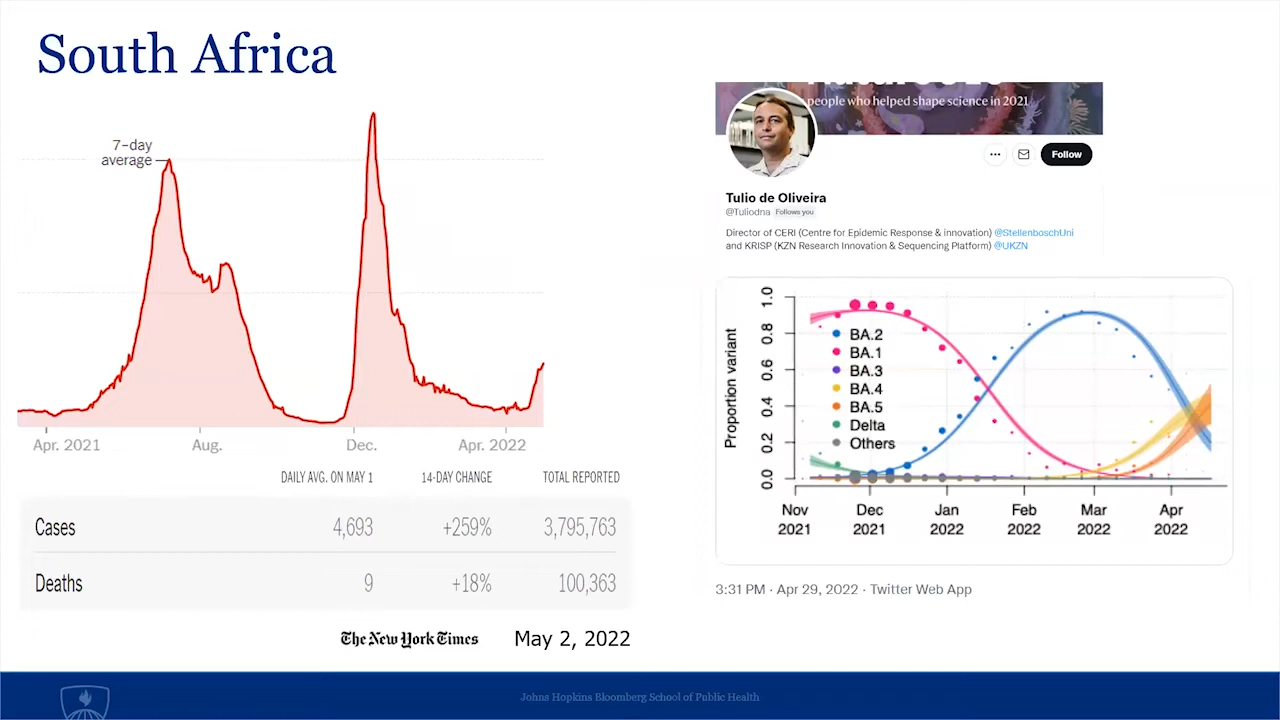 South Africa
7-day
average
Apr. 2021
Aug.
Dec.
Apr. 2022
DAILY AVG. ON MAY 1
14-DAY CHANGE
TOTAL REPORTED
Cases
4,693
+259%
3,795,763
Deaths
9
+18%
100,363
The New York Times
May 2, 2022
people who helped shape science in 2021
Follow
Tulio de Oliveira
@Tuliodna Follows you
Director of CERI (Centre for Epidemic Response & innovation) @StellenboschUni
and KRISP (KZN Research Innovation & Sequencing Platform) @UKZN
Proportion variant
1.0
0.8
0.6
0.4
0.2
0.0
BA.2
BA.1
BA.3
BA.4
BA.5
Delta
Others
Nov
2021
Dec
2021
Jan
2022
Feb
2022
Mar
2022
Apr
2022
3:31 PM · Apr 29, 2022 · Twitter Web App
Johns Hopkins Bloomberg School of Public Health